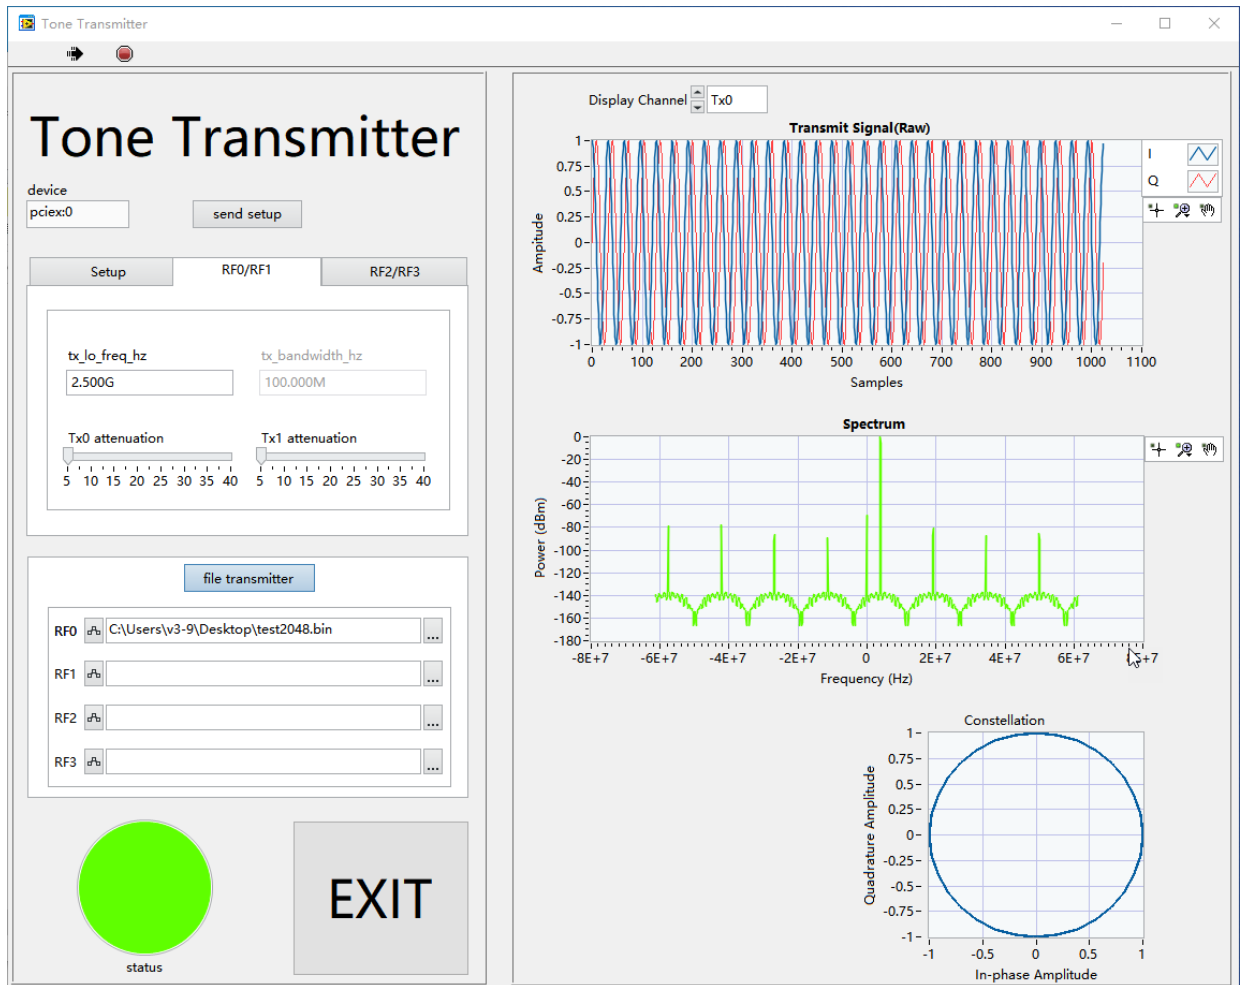 Tone Transmitter
Tone Transmitter
device
pciex:0
send setup
Setup
RF0/RF1
RF2/RF3
tx_lo_freq_hz
tx_bandwidth_hz
2.500G
100.000M
Tx0 attenuation
Tx1 attenuation
5 10 15 20 25 30 35 40
5 10 15 20 25 30 35 40
file transmitter
RF0
C:\Users\v3-9\Desktop\test2048.bin
...
RF1
...
RF2
...
RF3
...
status
EXIT
Display Channel
Tx0
Transmit Signal(Raw)
I
Q
Ampitude
1
0.75
0.5
0.25
0
-0.25
-0.5
-0.75
-1
0 100 200 300 400 500 600 700 800 900 1000 1100
Samples
Spectrum
Power (dBm)
0
-20
-40
-60
-80
-100
-120
-140
-160
-180
-8E+7 -6E+7 -4E+7 -2E+7 0 2E+7 4E+7 6E+7
Frequency (Hz)
Constellation
Quadrature Amplitude
1
0.75
0.5
0.25
0
-0.25
-0.5
-0.75
-1
-1 -0.5 0 0.5 1
In-phase Amplitude